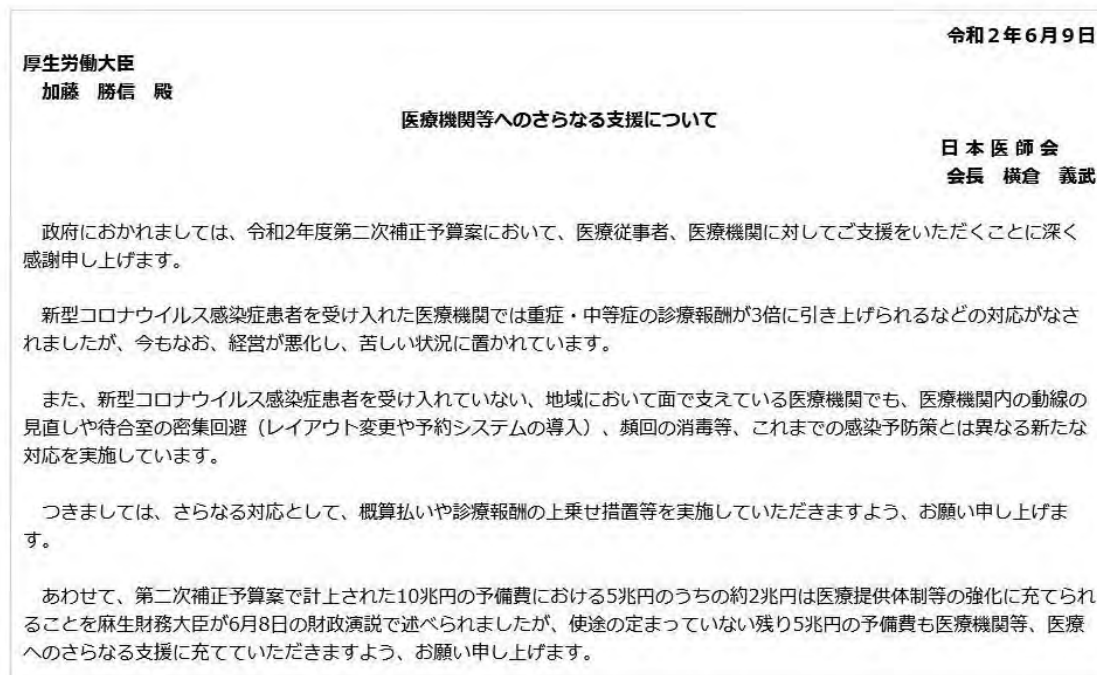 令和2年6月9日
厚生労働大臣
加藤 勝信 殿
医療機関等へのさらなる支援について
日本医師会
会長 横倉 義武
政府におかれましては、令和2年度第二次補正予算案において、医療従事者、医療機関に対してご支援をいただくことに深く
感謝申し上げます。
新型コロナウイルス感染症患者を受け入れた医療機関では重症・中等症の診療報酬が3倍に引き上げられるなどの対応がなさ
れましたが、今もなお、経営が悪化し、苦しい状況に置かれています。
また、新型コロナウイルス感染症患者を受け入れていない、地域において面で支えている医療機関でも、医療機関内の動線の
見直しや待合室の密集回避（レイアウト変更や予約システムの導入）、頻回の消毒等、これまでの感染予防策とは異なる新たな
対応を実施しています。
つきましては、さらなる対応として、概算払いや診療報酬の上乗せ措置等を実施していただきますよう、お願い申し上げま
す。
あわせて、第二次補正予算案で計上された10兆円の予備費における5兆円のうちの約2兆円は医療提供体制等の強化に充てられ
ることを麻生財務大臣が6月8日の財政演説で述べられましたが、使途の定まっていない残り5兆円の予備費も医療機関等、医療
へのさらなる支援に充てていただきますよう、お願い申し上げます。